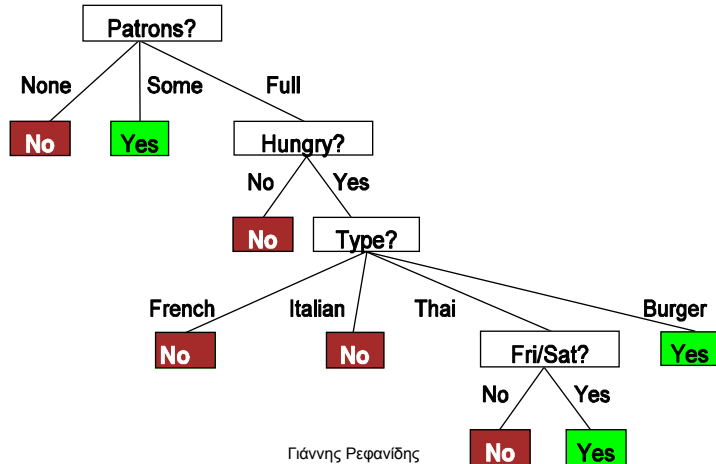 Patrons?
None Some Full
No Yes Hungry?
No Yes
No Type?
French Italian Thai Burger
No No Fri/Sat? Yes
No Yes
Γιάννης Ρεφανίδης No Yes